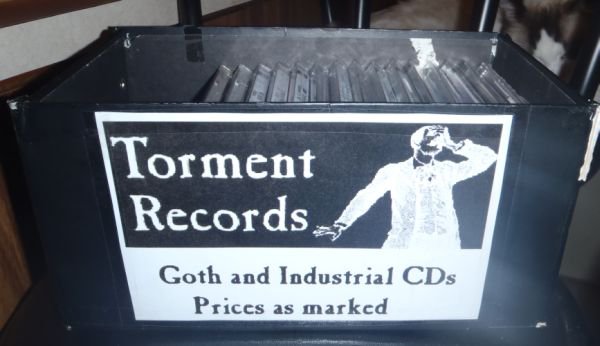 Torment
Records
Goth and Industrial CDs
Prices as marked